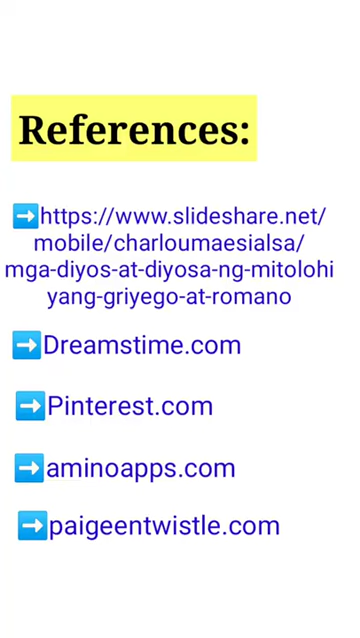 References:
➡️https://www.slideshare.net/
mobile/charloumaesialsa/
mga-diyos-at-diyosa-ng-mitolohi
yang-griyego-at-romano
➡️Dreamstime.com
➡️Pinterest.com
➡️aminoapps.com
➡️paigeentwistle.com